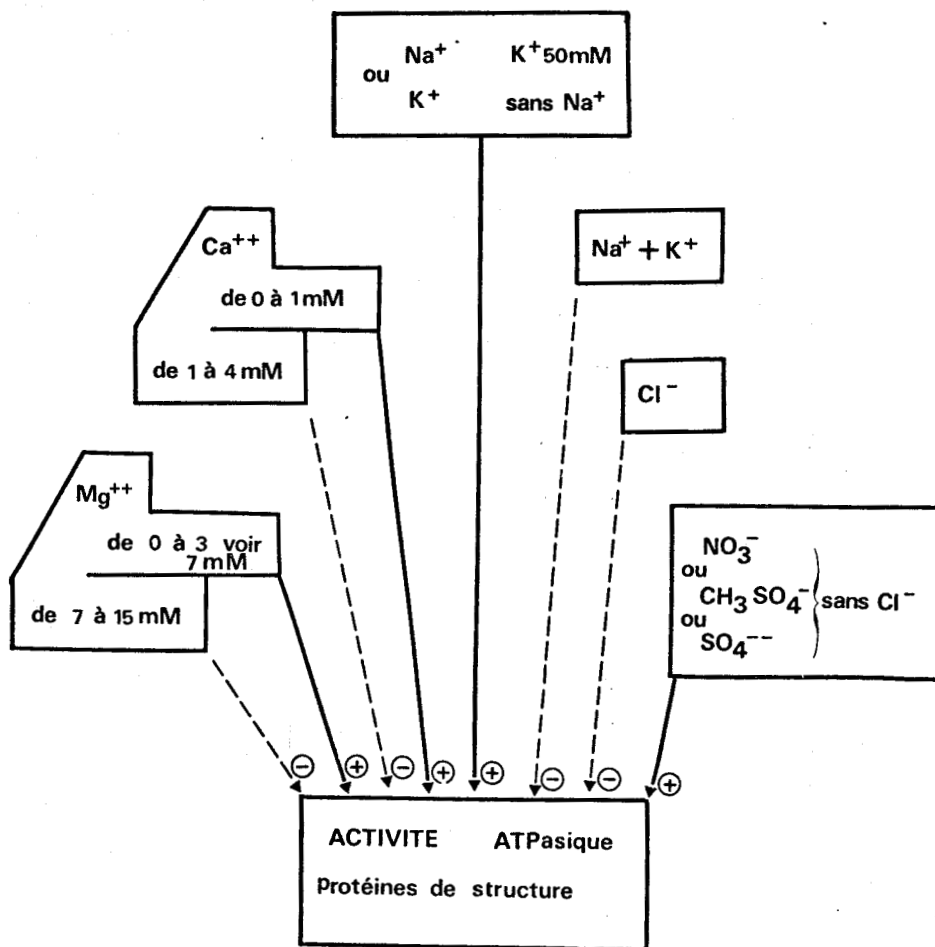 Na+ K+ 50mM
ou
K+ sans Na+
Ca++
de 0 à 1mM
de 1 à 4mM
Na+ + K+
Cl-
Mg++
de 0 à 3 voir
7mM
de 7 à 15mM
NO3-
ou
CH3 SO4- sans Cl-
ou
SO4--
- + - + + - - +
ACTIVITE ATPasique
protéines de structure